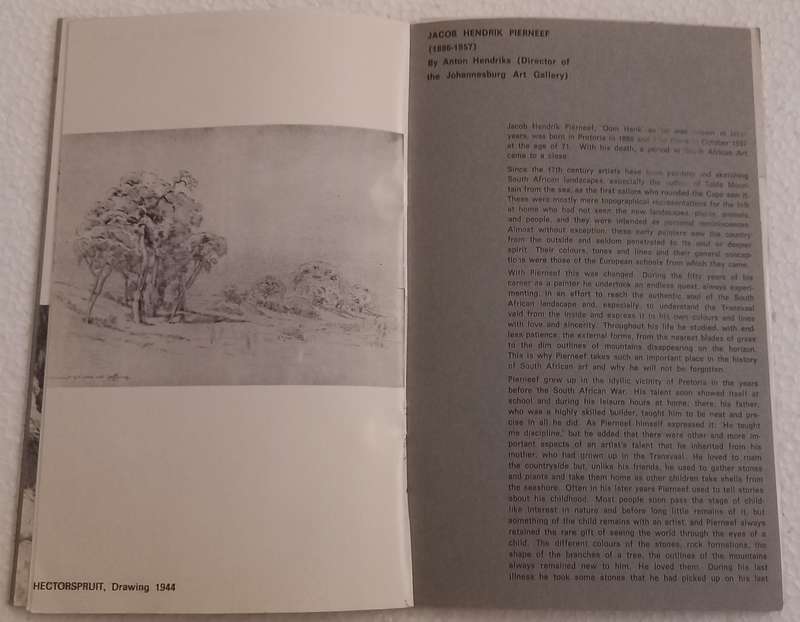 HECTORSPRUIT, Drawing 1944
JACOB HENDRIK PIERNEEF
(1886-1957)
By Anton Hendriks (Director of
the Johannesburg Art Gallery)
Jacob Hendrik Pierneef, 'Oom Henk' as he was known in later
years, was born in Pretoria in 1886 and died there in October 1957
at the age of 71. With his death, a period of South African Art
came to a close.
Since the 17th century artists have been painting and sketching
South African landscapes, especially the outline of Table Moun-
tain from the sea, as the first sailors who rounded the Cape saw it.
These were mostly mere topographical representations for the folk
at home who had not seen the new landscapes, plants, animals,
and people, and they were intended as personal reminiscences.
Almost without exception, these early painters saw the country
from the outside and seldom penetrated to its soul or deeper
spirit. Their colours, tones and lines and their general concep-
tions were those of the European schools from which they came.
With Pierneef this was changed. During the fifty years of his
career as a painter he undertook an endless quest, always experi-
menting, in an effort to reach the authentic soul of the South
African landscape and, especially, to understand the Transvaal
veld from the inside and express it in his own colours and lines
with love and sincerity. Throughout his life he studied, with end-
less patience, the external forms, from the nearest blades of grass
to the dim outlines of mountains disappearing on the horizon.
This is why Pierneef takes such an important place in the history
of South African art and why he will not be forgotten.
Pierneef grew up in the idyllic vicinity of Pretoria in the years
before the South African War. His talent soon showed itself at
school and during his leisure hours at home; there, his father,
who was a highly skilled builder, taught him to be neat and pre-
cise in all he did. As Pierneef himself expressed it: 'He taught
me discipline,' but he added that there were other and more im-
portant aspects of an artist's talent that he inherited from his
mother, who had grown up in the Transvaal. He loved to roam
the countryside but, unlike his friends, he used to gather stones
and plants and take them home as other children take shells from
the seashore. Often in his later years Pierneef used to tell stories
about his childhood. Most people soon pass the stage of child-
like interest in nature and before long little remains of it, but
something of the child remains with an artist, and Pierneef always
retained the rare gift of seeing the world through the eyes of a
child. The different colours of the stones, rock formations, the
shape of the branches of a tree, the outlines of the mountains
always remained new to him. He loved them. During his last
illness he took some stones that he had picked up on his last